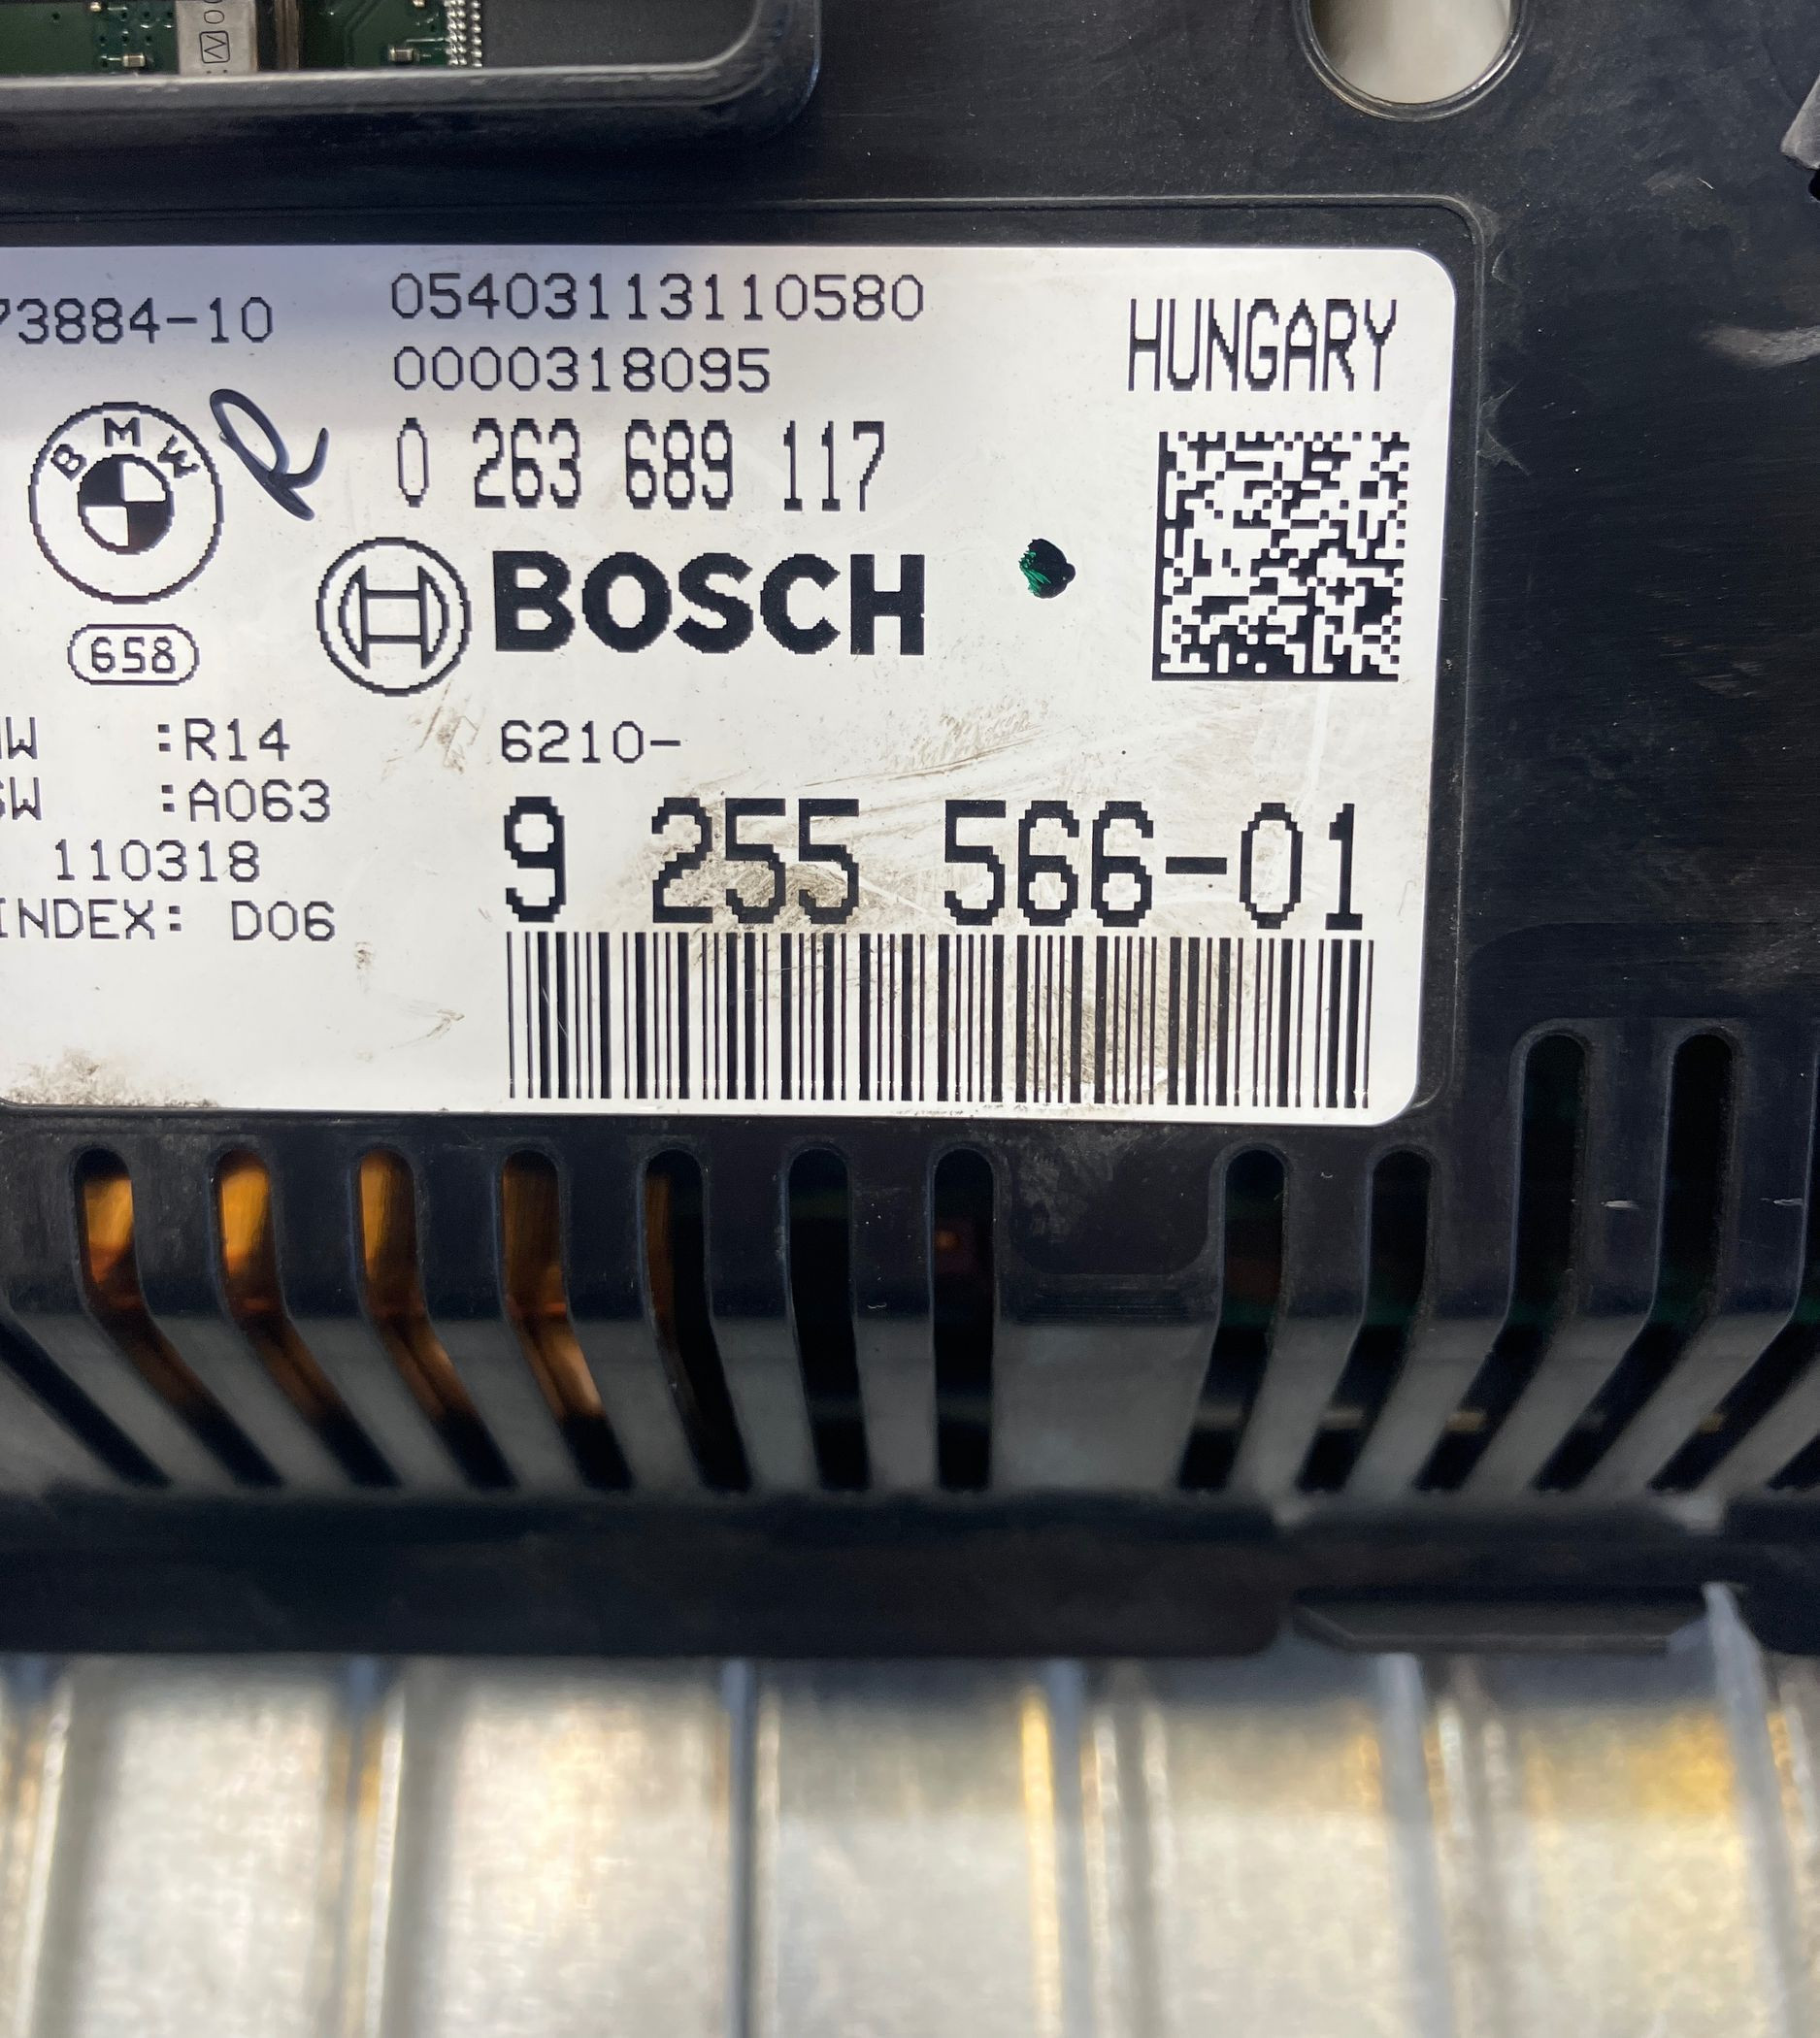 73884-10
05403113110580
0000318095
HUNGARY
BMW
R
0 263 689 117
BOSCH
658
W :R14
SW :A063
110318
INDEX: D06
6210-
9 255 566-01